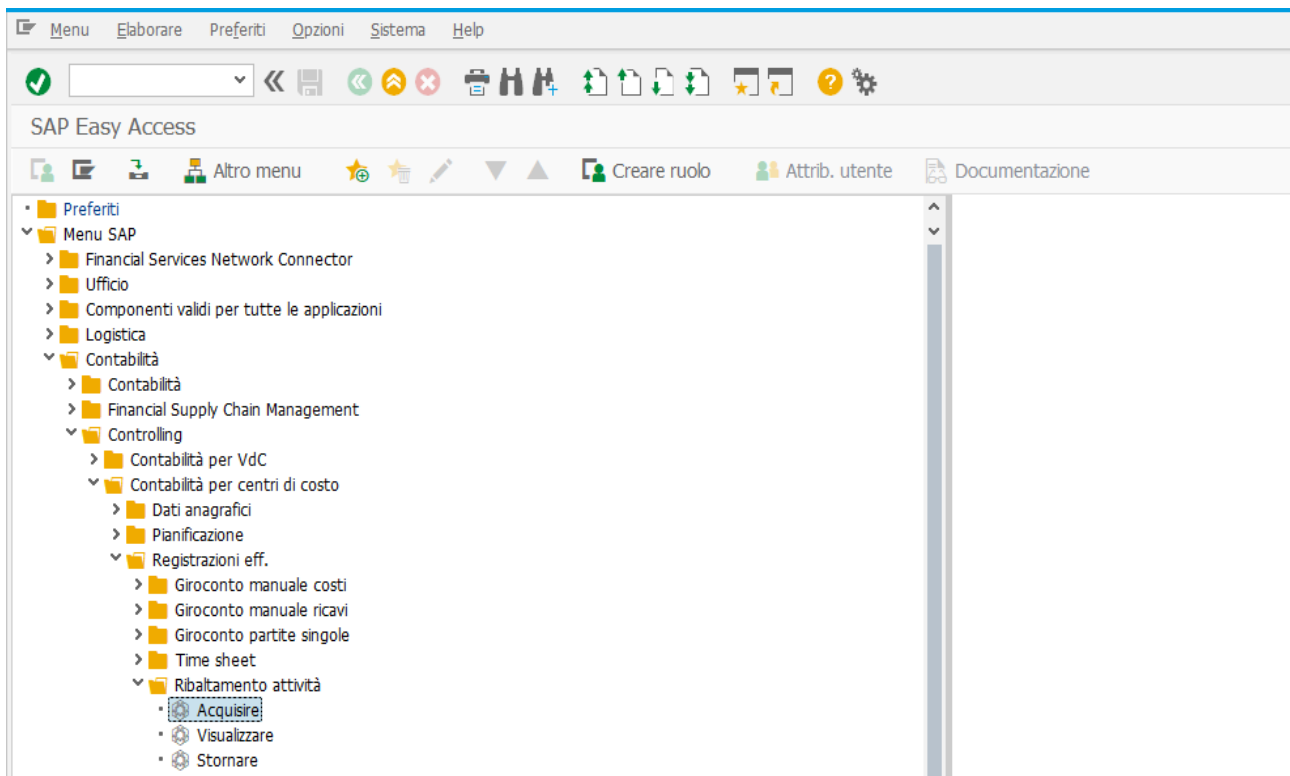 Menu Elaborare Preferiti Opzioni Sistema Help
SAP Easy Access
Altro menu Creare ruolo Attrib. utente Documentazione
Preferiti
Menu SAP
Financial Services Network Connector
Ufficio
Componenti validi per tutte le applicazioni
Logistica
Contabilità
Contabilità
Financial Supply Chain Management
Controlling
Contabilità per VdC
Contabilità per centri di costo
Dati anagrafici
Pianificazione
Registrazioni eff.
Giroconto manuale costi
Giroconto manuale ricavi
Giroconto partite singole
Time sheet
Ribaltamento attività
Acquisire
Visualizzare
Stornare